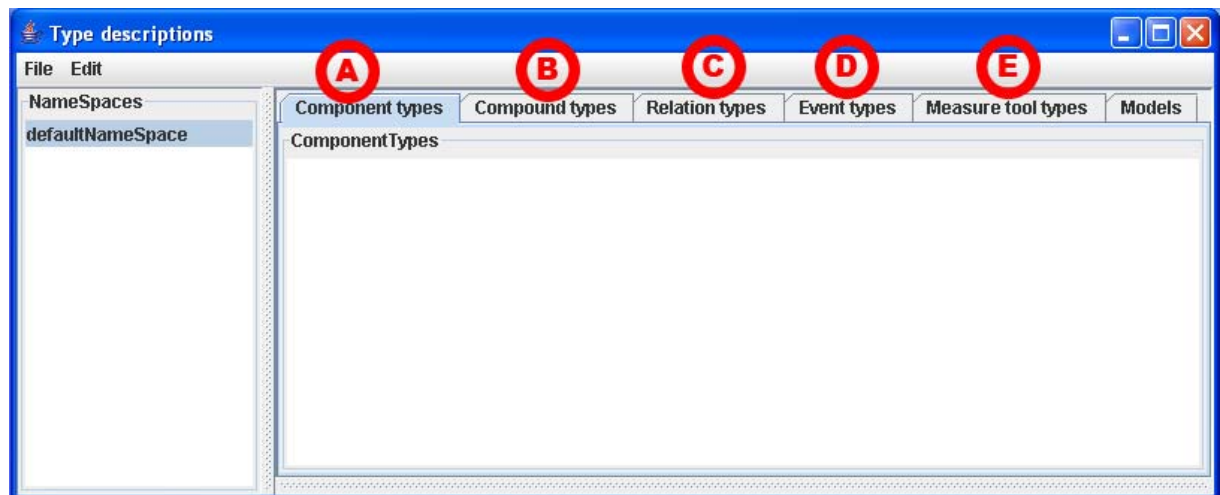 Type descriptions
File Edit
A B C D E
NameSpaces
defaultNameSpace
Component types Compound types Relation types Event types Measure tool types Models
ComponentTypes